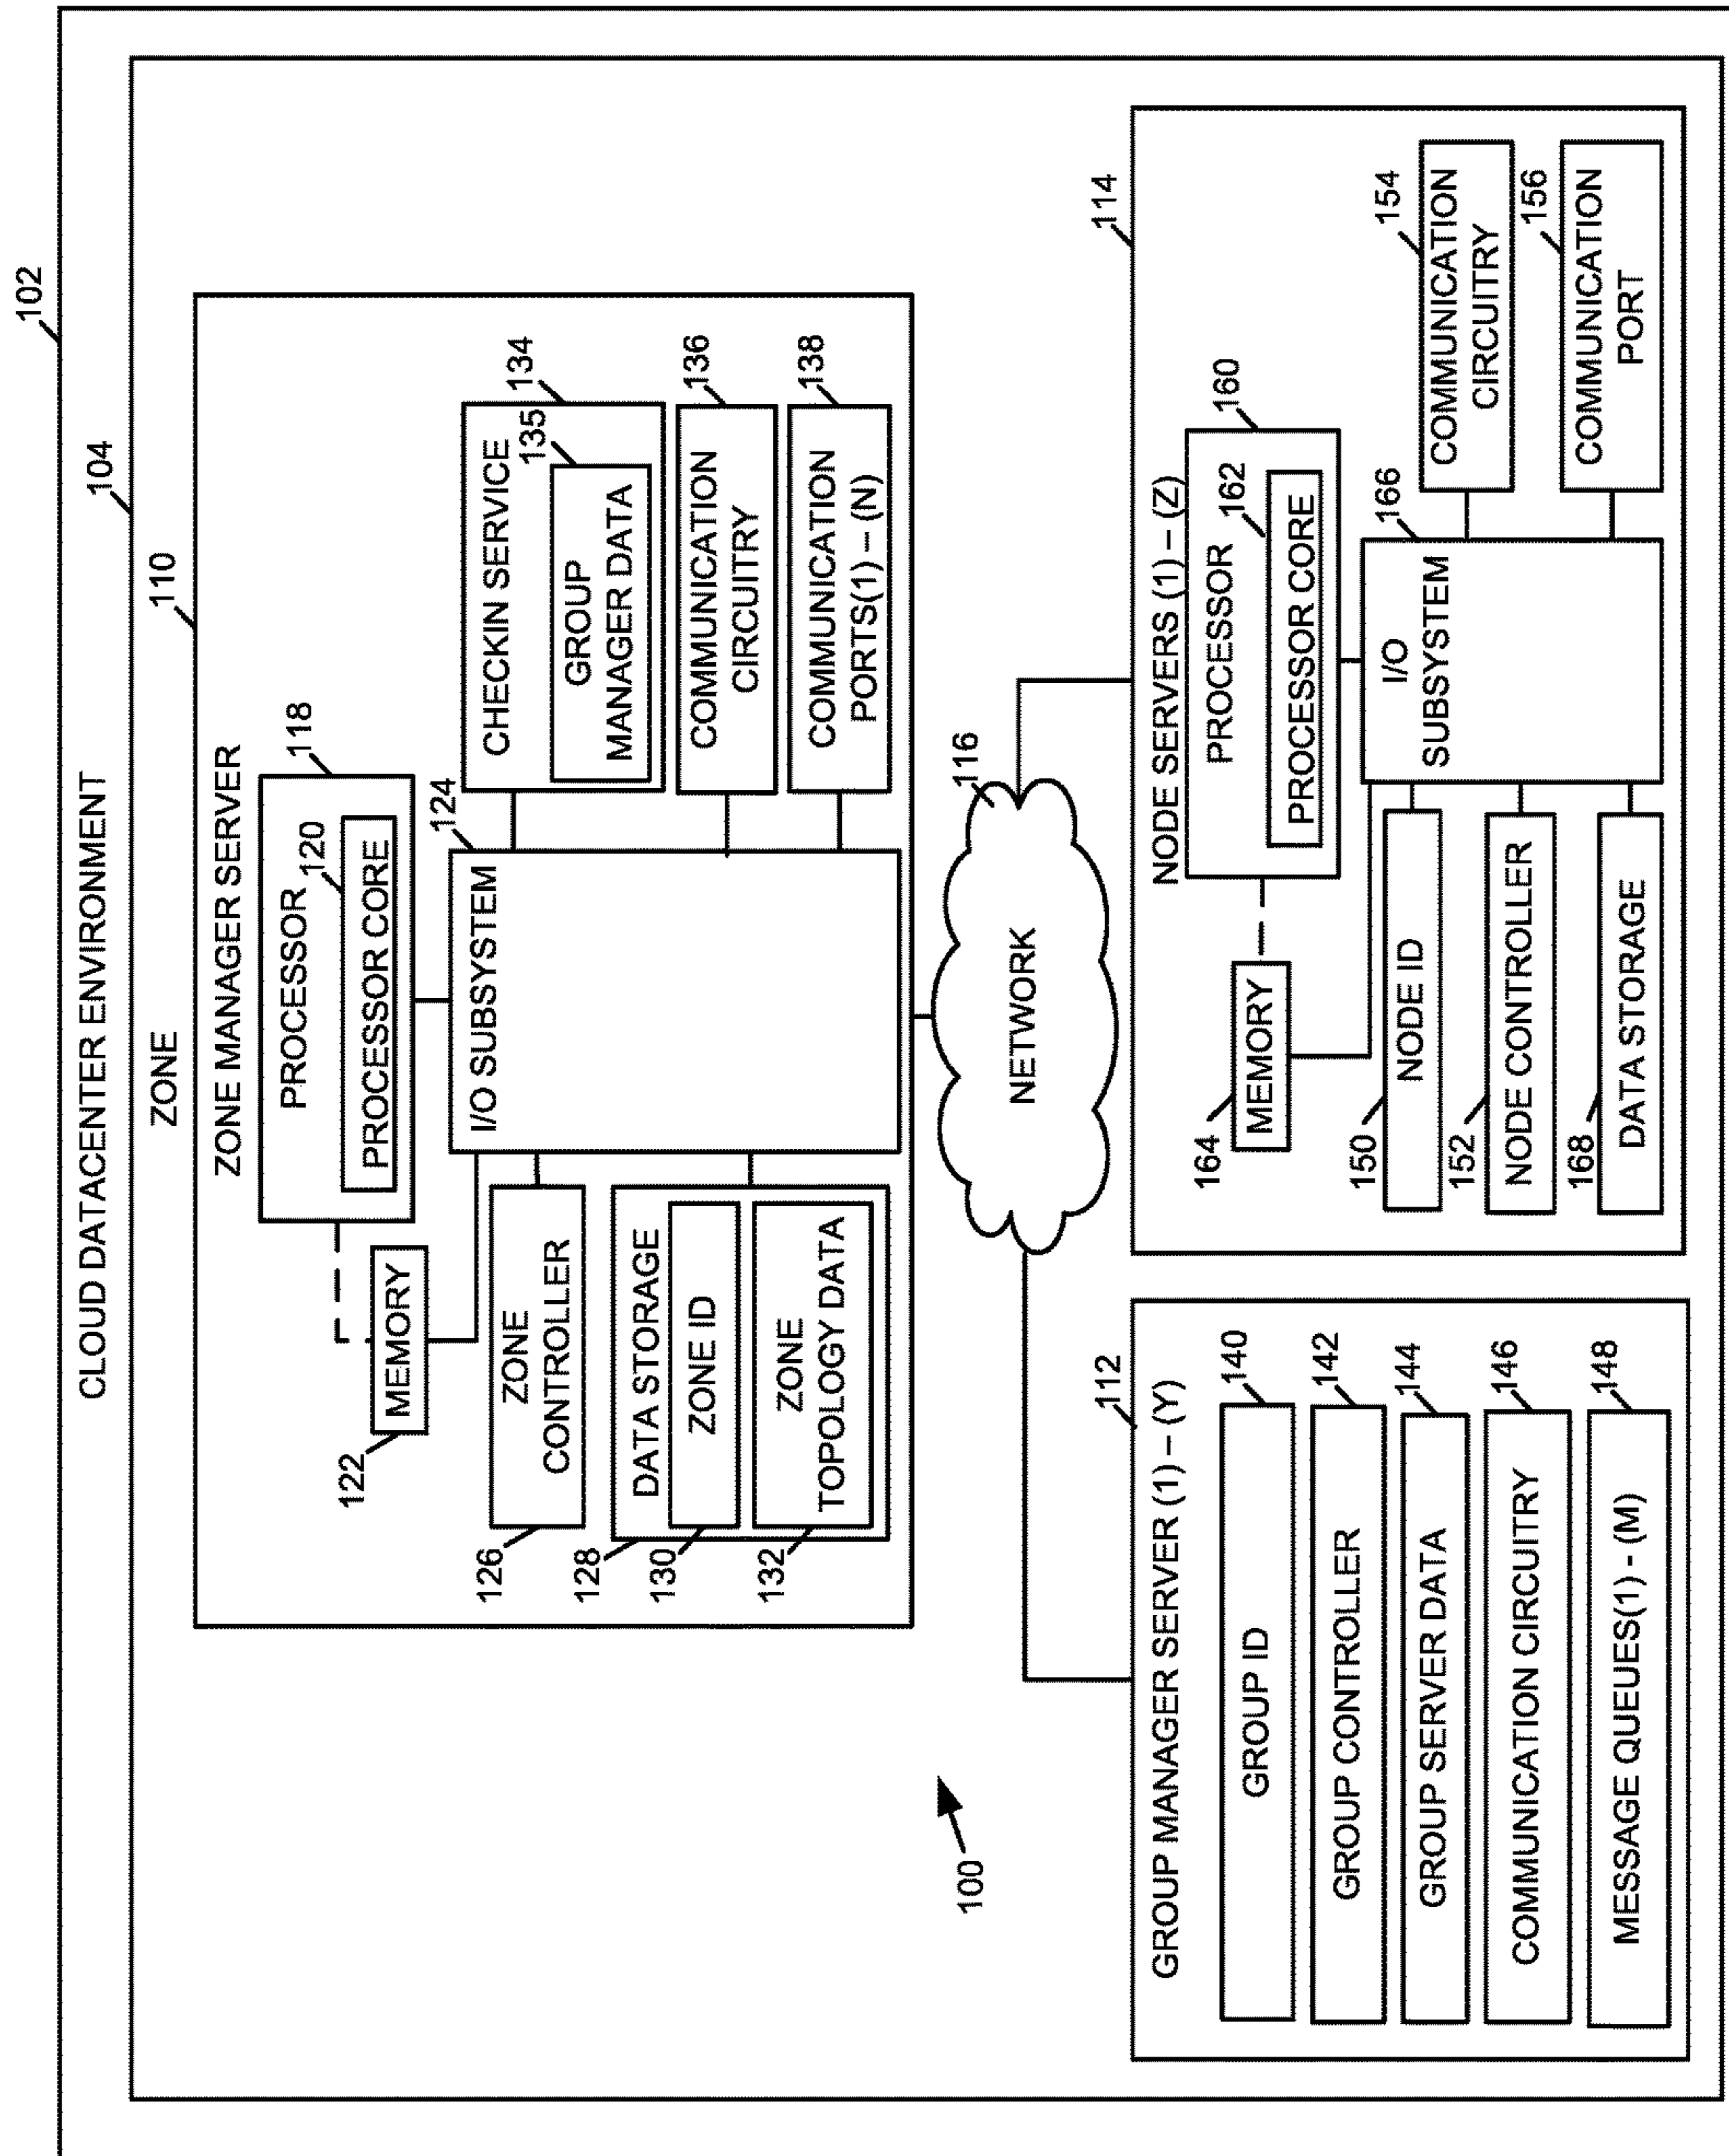 102
CLOUD DATACENTER ENVIRONMENT
104
ZONE
110
ZONE MANAGER SERVER
PROCESSOR
118
120
PROCESSOR CORE
MEMORY
122
124
I/O SUBSYSTEM
ZONE
CONTROLLER
126
DATA STORAGE
128
ZONE ID
130
ZONE
TOPOLOGY DATA
132
CHECKIN SERVICE
134
135
GROUP
MANAGER DATA
COMMUNICATION
CIRCUITRY
136
COMMUNICATION
PORTS(1) – (N)
138
NETWORK
116
100
GROUP MANAGER SERVER (1) – (Y)
112
GROUP ID
140
GROUP CONTROLLER
142
GROUP SERVER DATA
144
COMMUNICATION CIRCUITRY
146
MESSAGE QUEUES(1) - (M)
148
NODE SERVERS (1) – (Z)
114
PROCESSOR
160
162
PROCESSOR CORE
MEMORY
164
166
I/O
SUBSYSTEM
NODE ID
150
NODE CONTROLLER
152
DATA STORAGE
168
COMMUNICATION
CIRCUITRY
154
COMMUNICATION
PORT
156